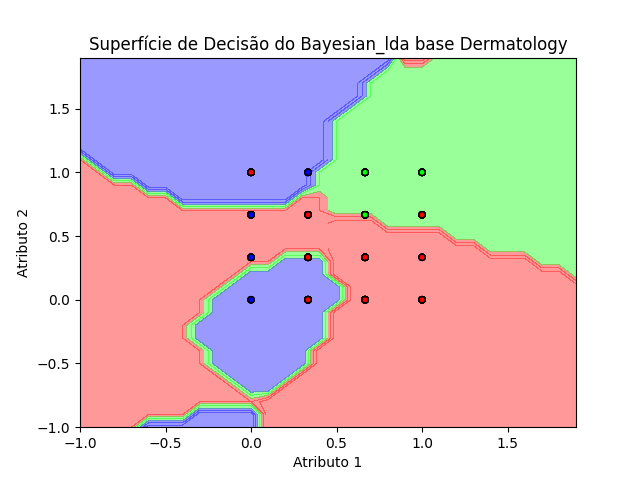 Superfície de Decisão do Bayesian_lda base Dermatology
1.5
1.0
0.5
0.0
−0.5
−1.0
Atributo 2
−1.0 −0.5 0.0 0.5 1.0 1.5
Atributo 1